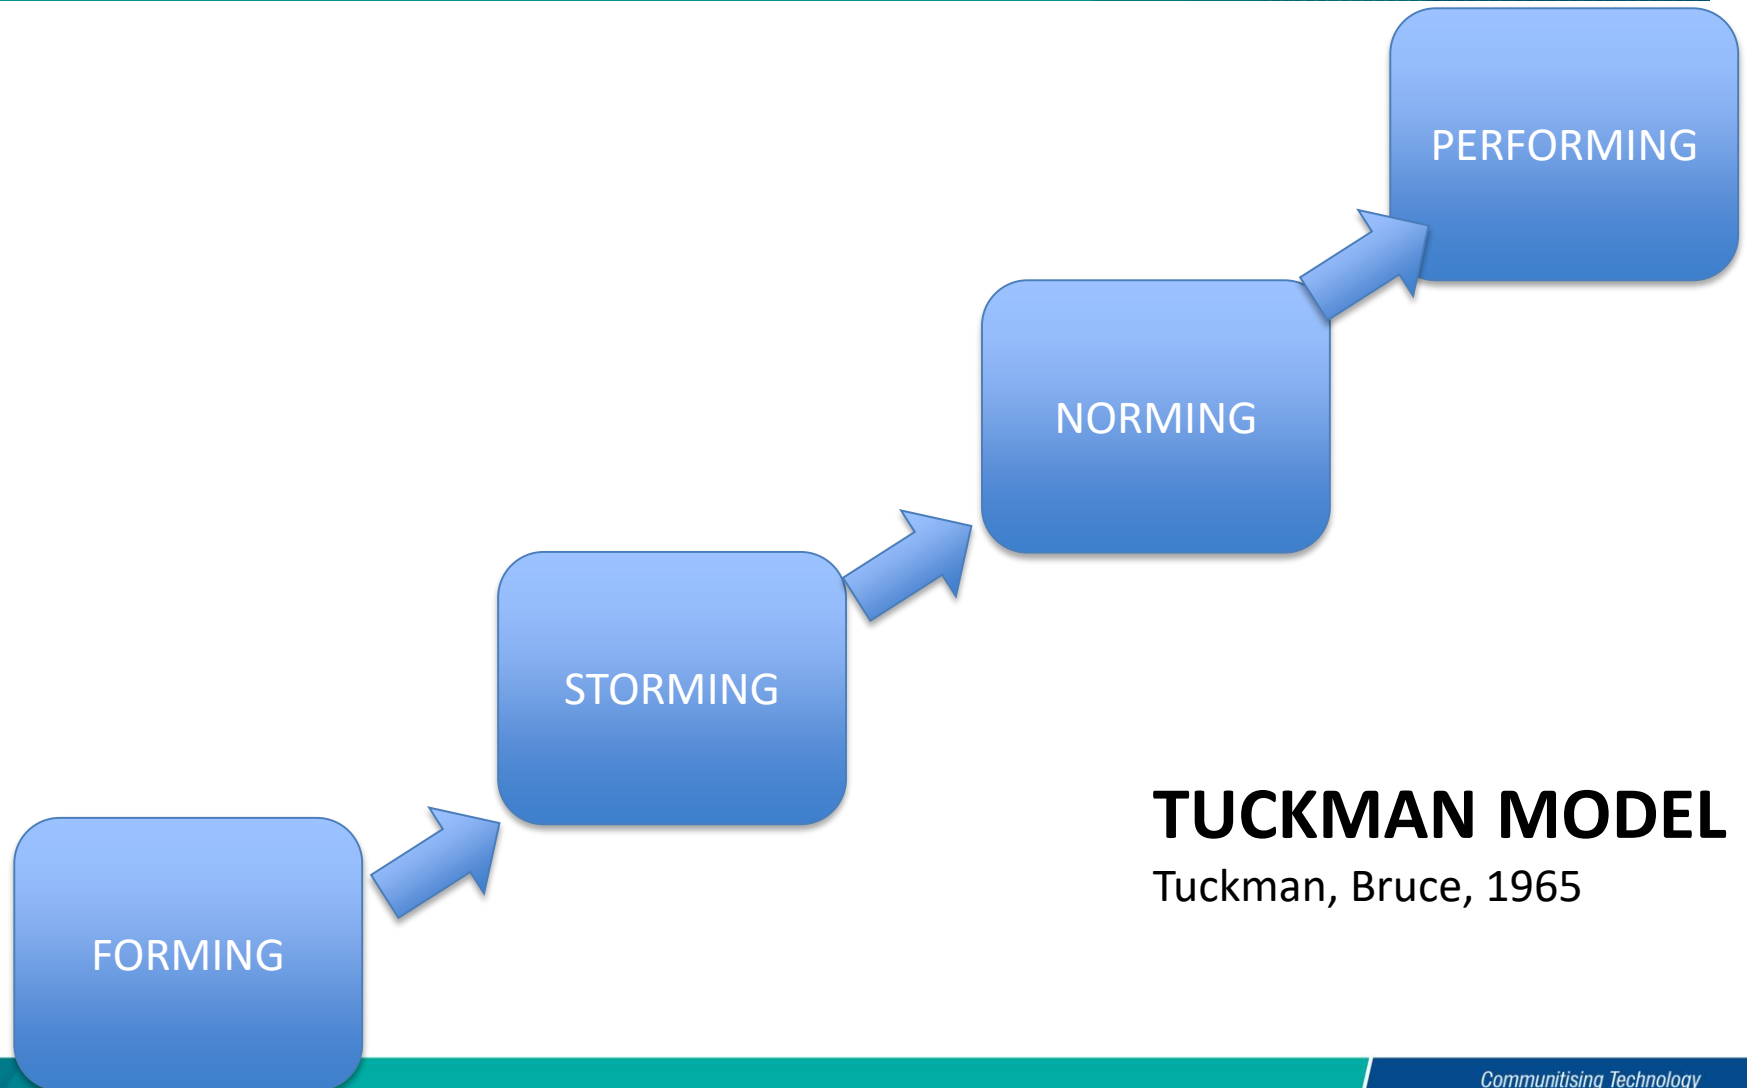 PERFORMING
NORMING
STORMING
FORMING
TUCKMAN MODEL
Tuckman, Bruce, 1965
Communitising Technology